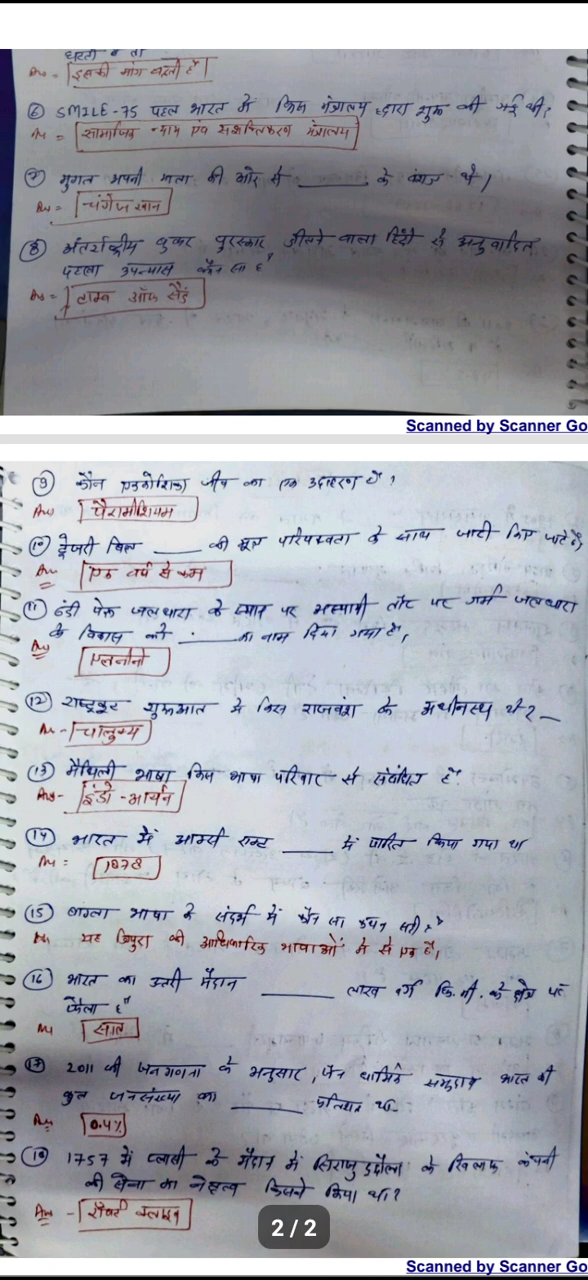 Ans = इसकी मांग बढ़ती है
⑥ SMILE-75 पहल भारत में किस मंत्रालय द्वारा शुरू की गई थी?
Ans = सामाजिक न्याय एवं सशक्तिकरण मंत्रालय
⑦ मुगल अपनी माता की ओर से ______ के वंशज थे।
Ans = चंगेज खान
⑧ अंतर्राष्ट्रीय बुकर पुरस्कार जीतने वाला हिंदी से अनुवादित
पहला उपन्यास कौन सा है
Ans = टाम्ब ऑफ सैंड
Scanned by Scanner Go
⑨ कौन एककोशिका जीव का एक उदाहरण है?
Ans पैरामीशियम
⑩ ट्रेजरी बिल ____ की मूल परिपक्वता के साथ जारी किए जाते हैं,
Ans एक वर्ष से कम
⑪ ठंडी पेरू जलधारा के स्थान पर अस्थायी तौर पर गर्म जलधारा
के विकास को ____ का नाम दिया गया है,
Ans एलनीनो
⑫ राष्ट्रकूट शुरुआत में किस राजवंश के अधीनस्थ थे?
Ans - चालुक्य
⑬ मैथिली भाषा किस भाषा परिवार से संबंधित है?
Ans- इंडो-आर्यन
⑭ भारत में आर्म्स एक्ट ____ में पारित किया गया था
Ans = 1878
⑮ बांग्ला भाषा के संदर्भ में कौन सा कथन सही है
Ans यह त्रिपुरा की आधिकारिक भाषाओं में से एक है,
⑯ भारत का उत्तरी मैदान ______ लाख वर्ग कि.मी. के क्षेत्र पर
फैला है
Ans सात
⑰ 2011 की जनगणना के अनुसार, जैन धार्मिक समुदाय भारत की
कुल जनसंख्या का ______ प्रतिशत था-
Ans 0.4%
⑱ 1757 में प्लासी के मैदान में सिराजुद्दौला के खिलाफ कंपनी
की सेना का नेतृत्व किसने किया था?
Ans - रॉबर्ट क्लाइव
2 / 2
Scanned by Scanner Go